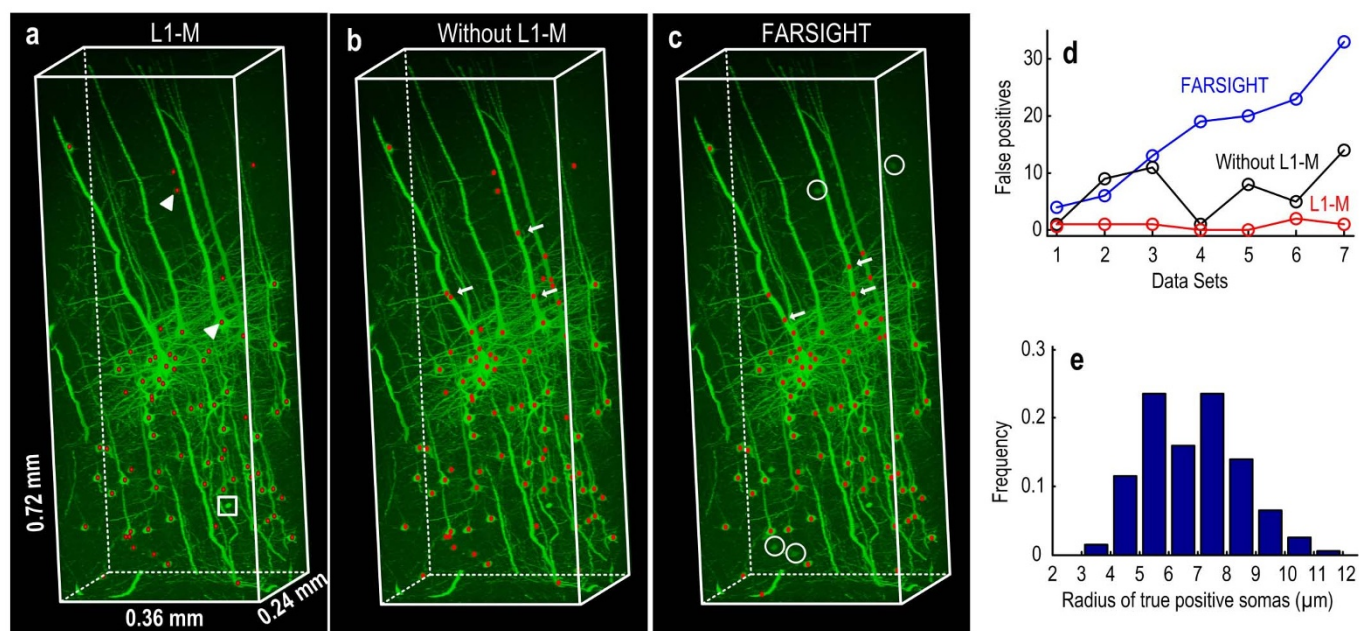 a
L1-M
0.72 mm
0.36 mm
0.24 mm
b
Without L1-M
c
FARSIGHT
d
False positives
30
20
10
0
FARSIGHT
Without L1-M
L1-M
1 2 3 4 5 6 7
Data Sets
e
Frequency
0.3
0.2
0.1
0
2 3 4 5 6 7 8 9 10 11 12
Radius of true positive somas (µm)